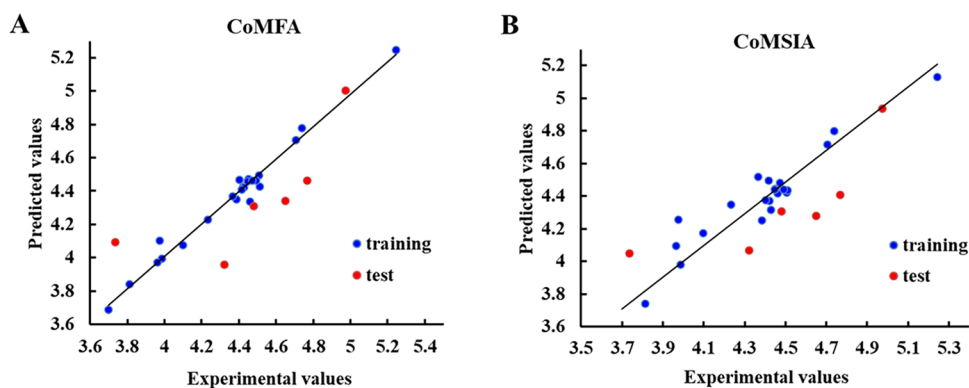 A
CoMFA
Predicted values
5.2
5
4.8
4.6
4.4
4.2
4
3.8
3.6
training
test
3.6 3.8 4 4.2 4.4 4.6 4.8 5 5.2 5.4
Experimental values
B
CoMSIA
Predicted values
5.2
5
4.8
4.6
4.4
4.2
4
3.8
3.6
training
test
3.5 3.7 3.9 4.1 4.3 4.5 4.7 4.9 5.1 5.3
Experimental values